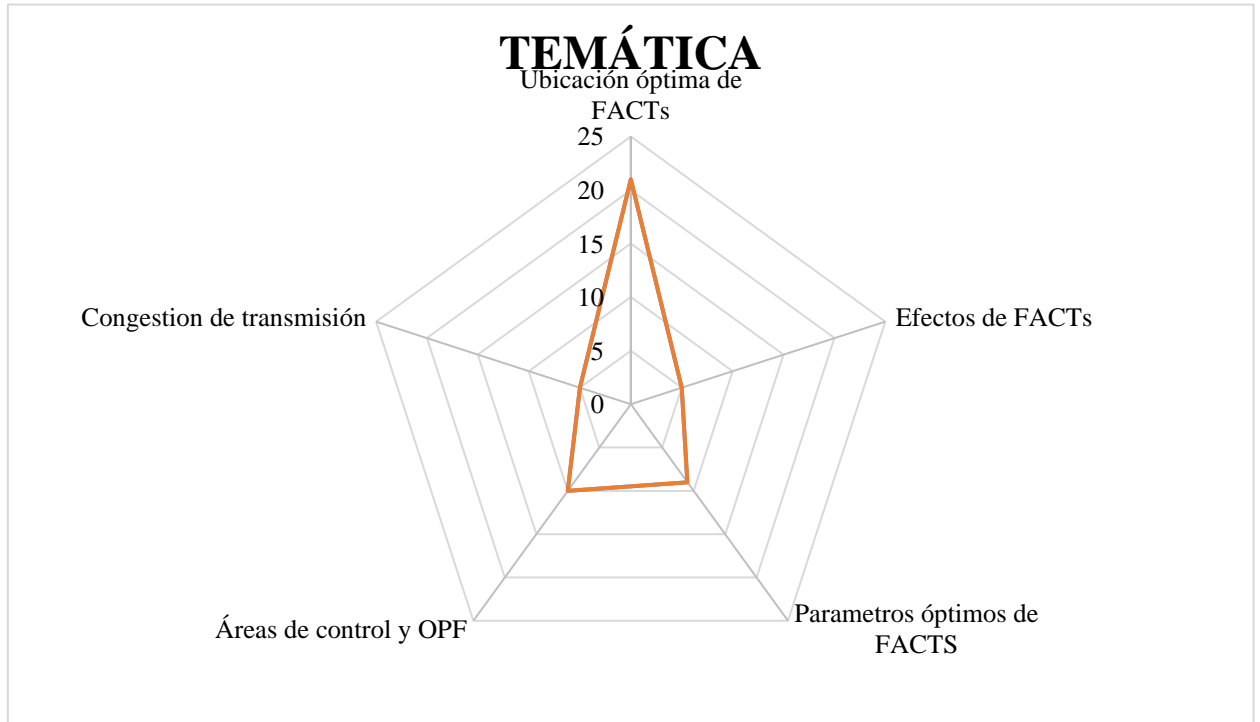 TEMÁTICA
Ubicación óptima de
FACTs
25
20
15
10
5
0
Efectos de FACTs
Parametros óptimos de
FACTS
Áreas de control y OPF
Congestion de transmisión